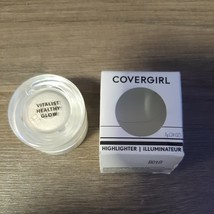 VITALIST
HEALTHY
GLOW
COVERGIRL
HIGHLIGHTER | ILLUMINATEUR